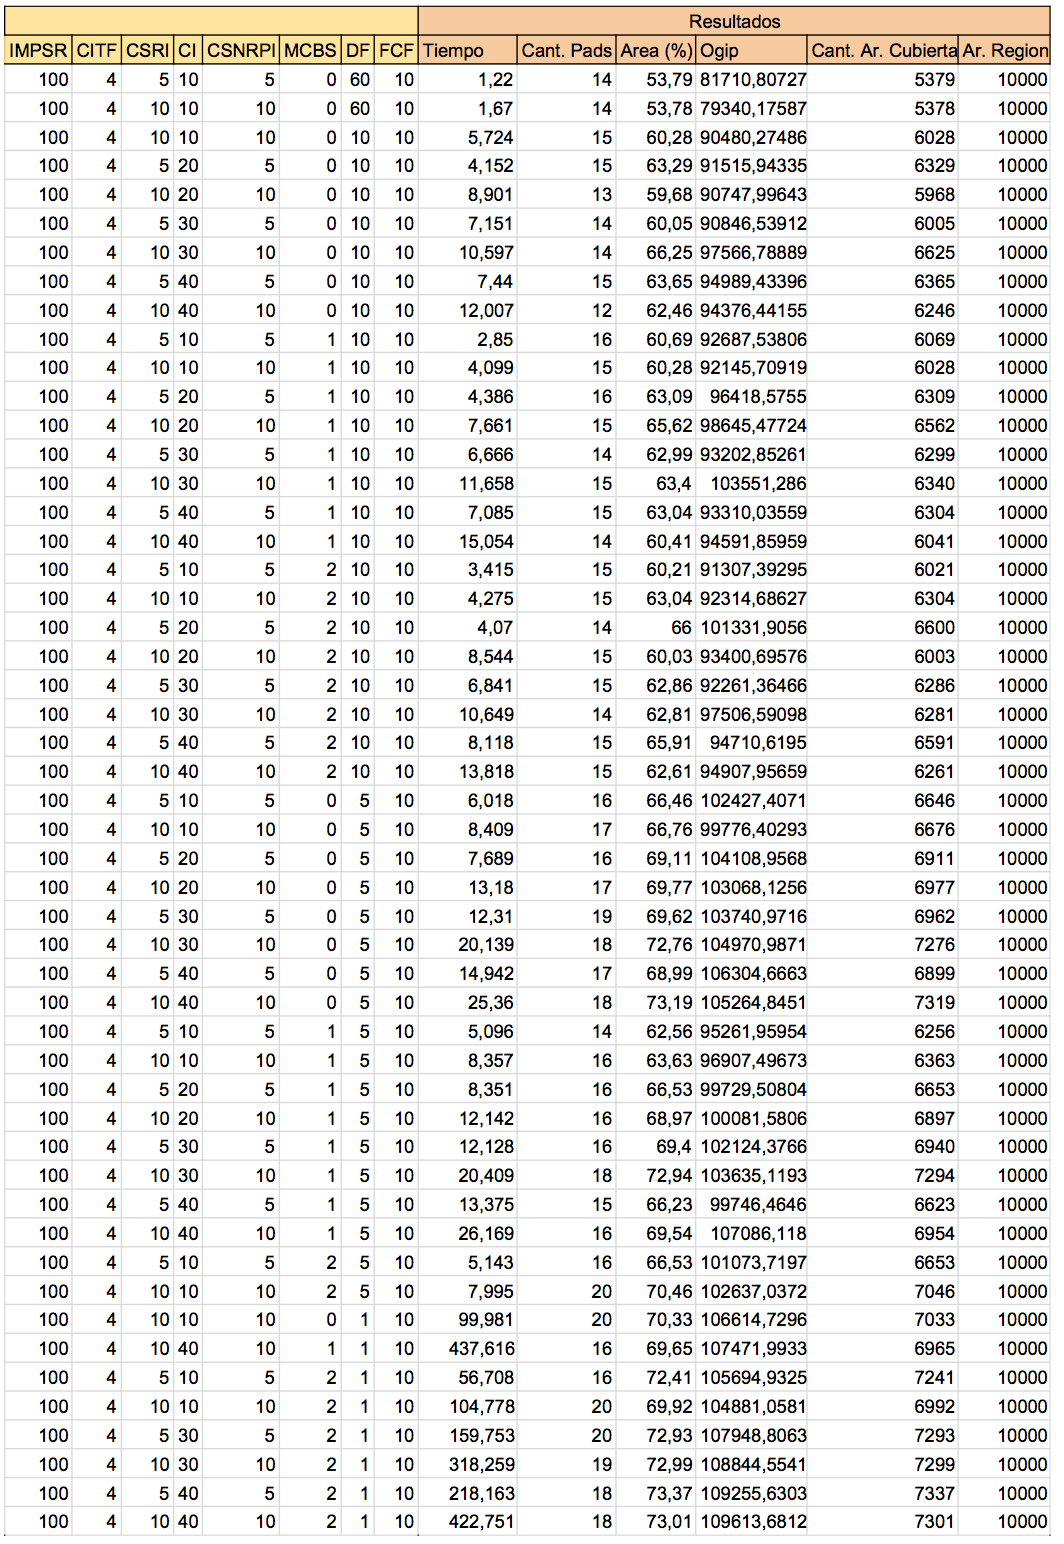 Resultados
IMPSR CITF CSRI CI CSNRPI MCBS DF FCF Tiempo Cant. Pads Area (%) Ogip Cant. Ar. Cubierta Ar. Region
100 4 5 10 5 0 60 10 1,22 14 53,79 81710,80727 5379 10000
100 4 10 10 10 0 60 10 1,67 14 53,78 79340,17587 5378 10000
100 4 10 10 10 0 10 10 5,724 15 60,28 90480,27486 6028 10000
100 4 5 20 5 0 10 10 4,152 15 63,29 91515,94335 6329 10000
100 4 10 20 10 0 10 10 8,901 13 59,68 90747,99643 5968 10000
100 4 5 30 5 0 10 10 7,151 14 60,05 90846,53912 6005 10000
100 4 10 30 10 0 10 10 10,597 14 66,25 97566,78889 6625 10000
100 4 5 40 5 0 10 10 7,44 15 63,65 94989,43396 6365 10000
100 4 10 40 10 0 10 10 12,007 12 62,46 94376,44155 6246 10000
100 4 5 10 5 1 10 10 2,85 16 60,69 92687,53806 6069 10000
100 4 10 10 10 1 10 10 4,099 15 60,28 92145,70919 6028 10000
100 4 5 20 5 1 10 10 4,386 16 63,09 96418,5755 6309 10000
100 4 10 20 10 1 10 10 7,661 15 65,62 98645,47724 6562 10000
100 4 5 30 5 1 10 10 6,666 14 62,99 93202,85261 6299 10000
100 4 10 30 10 1 10 10 11,658 15 63,4 103551,286 6340 10000
100 4 5 40 5 1 10 10 7,085 15 63,04 93310,03559 6304 10000
100 4 10 40 10 1 10 10 15,054 14 60,41 94591,85959 6041 10000
100 4 5 10 5 2 10 10 3,415 15 60,21 91307,39295 6021 10000
100 4 10 10 10 2 10 10 4,275 15 63,04 92314,68627 6304 10000
100 4 5 20 5 2 10 10 4,07 14 66 101331,9056 6600 10000
100 4 10 20 10 2 10 10 8,544 15 60,03 93400,69576 6003 10000
100 4 5 30 5 2 10 10 6,841 15 62,86 92261,36466 6286 10000
100 4 10 30 10 2 10 10 10,649 14 62,81 97506,59098 6281 10000
100 4 5 40 5 2 10 10 8,118 15 65,91 94710,6195 6591 10000
100 4 10 40 10 2 10 10 13,818 15 62,61 94907,95659 6261 10000
100 4 5 10 5 0 5 10 6,018 16 66,46 102427,4071 6646 10000
100 4 10 10 10 0 5 10 8,409 17 66,76 99776,40293 6676 10000
100 4 5 20 5 0 5 10 7,689 16 69,11 104108,9568 6911 10000
100 4 10 20 10 0 5 10 13,18 17 69,77 103068,1256 6977 10000
100 4 5 30 5 0 5 10 12,31 19 69,62 103740,9716 6962 10000
100 4 10 30 10 0 5 10 20,139 18 72,76 104970,9871 7276 10000
100 4 5 40 5 0 5 10 14,942 17 68,99 106304,6663 6899 10000
100 4 10 40 10 0 5 10 25,36 18 73,19 105264,8451 7319 10000
100 4 5 10 5 1 5 10 5,096 14 62,56 95261,95954 6256 10000
100 4 10 10 10 1 5 10 8,357 16 63,63 96907,49673 6363 10000
100 4 5 20 5 1 5 10 8,351 16 66,53 99729,50804 6653 10000
100 4 10 20 10 1 5 10 12,142 16 68,97 100081,5806 6897 10000
100 4 5 30 5 1 5 10 12,128 16 69,4 102124,3766 6940 10000
100 4 10 30 10 1 5 10 20,409 18 72,94 103635,1193 7294 10000
100 4 5 40 5 1 5 10 13,375 15 66,23 99746,4646 6623 10000
100 4 10 40 10 1 5 10 26,169 16 69,54 107086,118 6954 10000
100 4 5 10 5 2 5 10 5,143 16 66,53 101073,7197 6653 10000
100 4 10 10 10 2 5 10 7,995 20 70,46 102637,0372 7046 10000
100 4 10 10 10 0 1 10 99,981 20 70,33 106614,7296 7033 10000
100 4 10 40 10 1 1 10 437,616 16 69,65 107471,9933 6965 10000
100 4 5 10 5 2 1 10 56,708 16 72,41 105694,9325 7241 10000
100 4 10 10 10 2 1 10 104,778 20 69,92 104881,0581 6992 10000
100 4 5 30 5 2 1 10 159,753 20 72,93 107948,8063 7293 10000
100 4 10 30 10 2 1 10 318,259 19 72,99 108844,5541 7299 10000
100 4 5 40 5 2 1 10 218,163 18 73,37 109255,6303 7337 10000
100 4 10 40 10 2 1 10 422,751 18 73,01 109613,6812 7301 10000